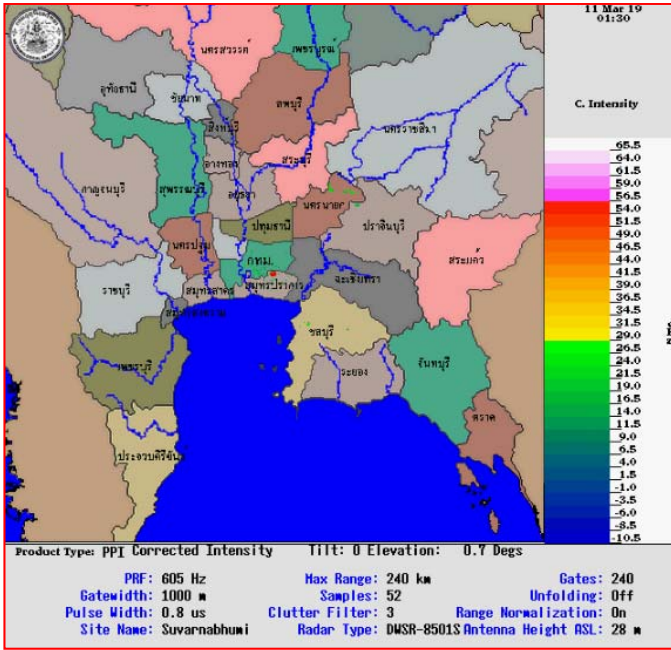 11 Mar 19
01:30
C. Intensity
นครสวรรค์ เพชรบูรณ์
อุทัยธานี ชัยนาท ลพบุรี
สิงห์บุรี นครราชสีมา
อ่างทอง สระบุรี
กาญจนบุรี สุพรรณบุรี อยุธยา
นครนายก ปราจีนบุรี
นครปฐม ปทุมธานี
กทม. สระแก้ว
ราชบุรี สมุทรสาคร สมุทรปราการ ฉะเชิงเทรา
ชลบุรี
เพชรบุรี ระยอง จันทบุรี
ตราด
ประจวบคีรีขันธ์
65.5
64.0
61.5
59.0
56.5
54.0
51.5
49.0
46.5
44.0
41.5
39.0
36.5
34.0
31.5
29.0
26.5
24.0
21.5
19.0
16.5
14.0
11.5
9.0
6.5
4.0
1.5
-1.0
-3.5
-6.0
-8.5
-10.5
Product Type: PPI Corrected Intensity Tilt: 0 Elevation: 0.7 Degs
PRF: 605 Hz Max Range: 240 km Gates: 240
Gatewidth: 1000 m Samples: 52 Unfolding: Off
Pulse Width: 0.8 us Clutter Filter: 3 Range Normalization: On
Site Name: Suvarnabhumi Radar Type: DWSR-8501S Antenna Height ASL: 28 m